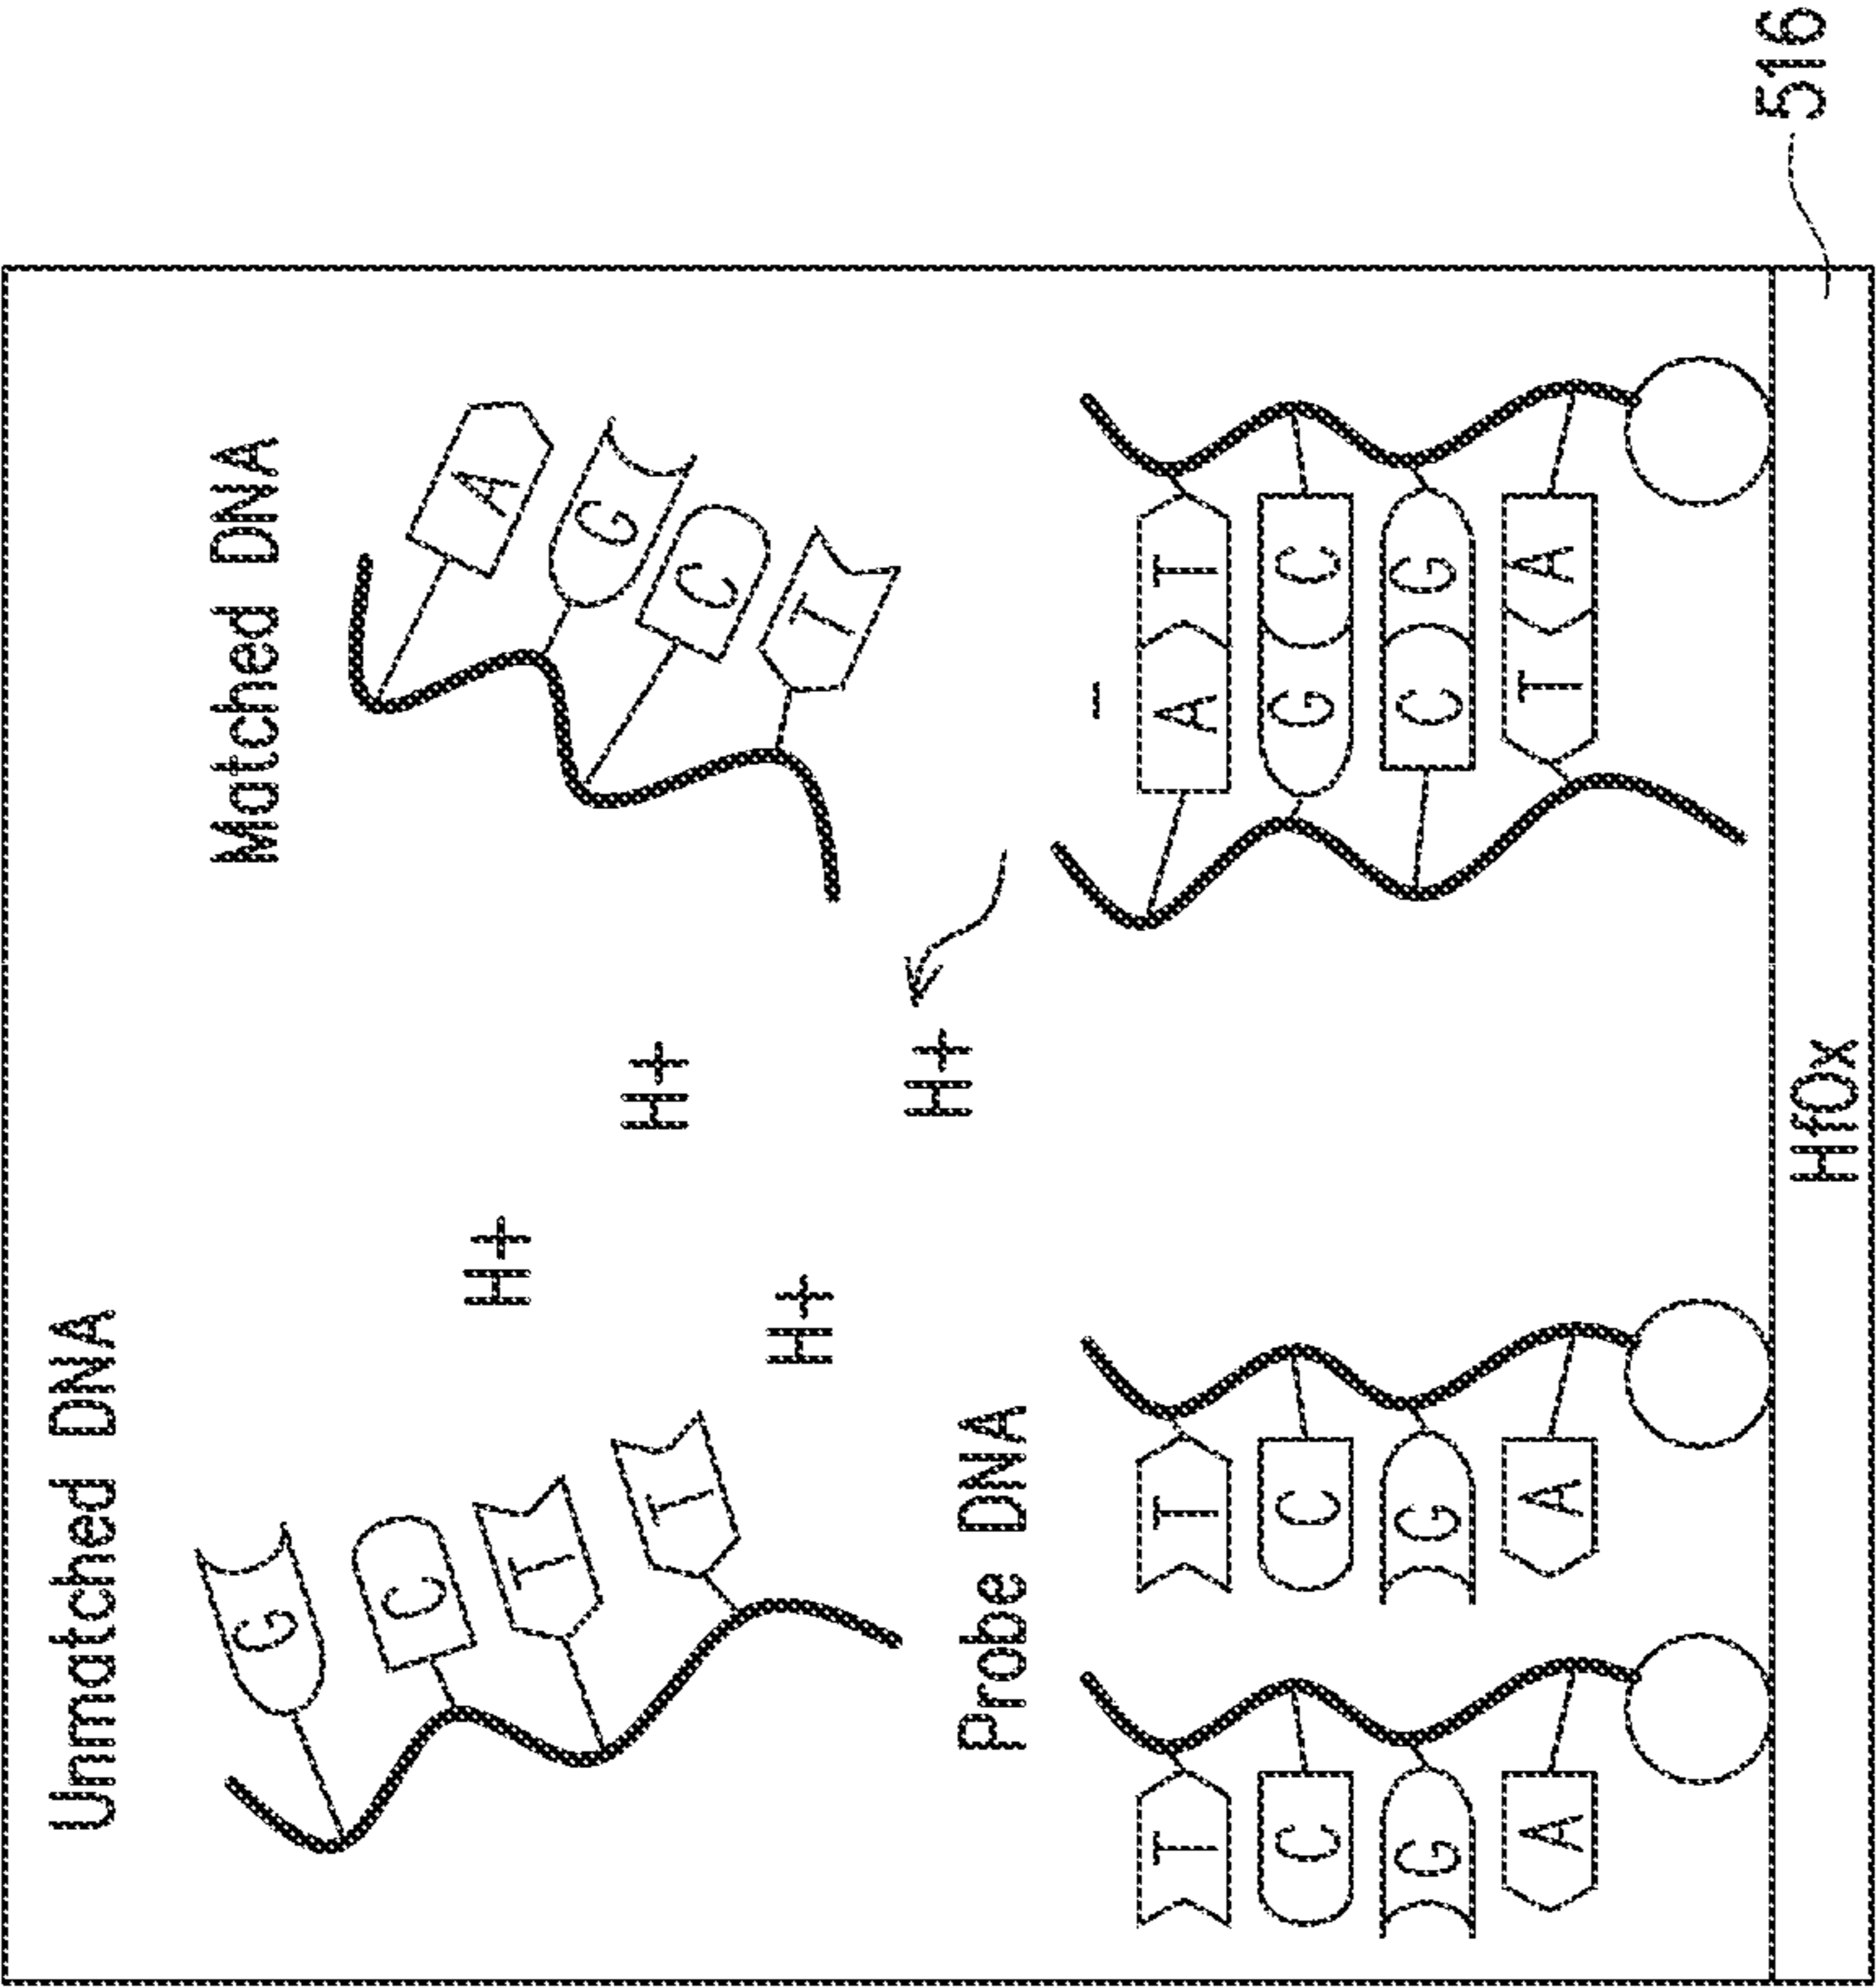 Unmatched DNA
Matched DNA
G
C
T
T
A
G
C
T
H+
H+
H+
H+
Probe DNA
–
T T A T
C C G C
G G C G
A A T A
HfOx
516